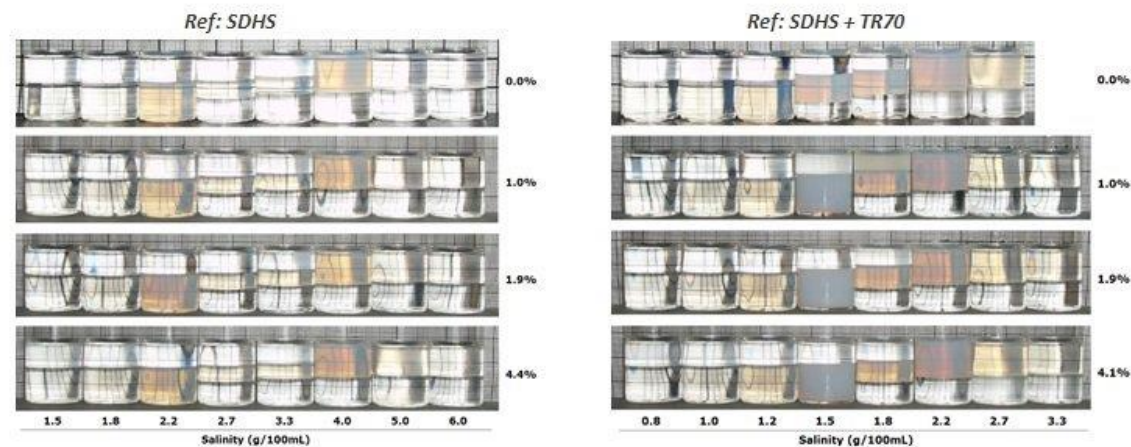 Ref: SDHS
0.0%
1.0%
1.9%
4.4%
1.5 1.8 2.2 2.7 3.3 4.0 5.0 6.0
Salinity (g/100mL)
Ref: SDHS + TR70
0.0%
1.0%
1.9%
4.1%
0.8 1.0 1.2 1.5 1.8 2.2 2.7 3.3
Salinity (g/100mL)